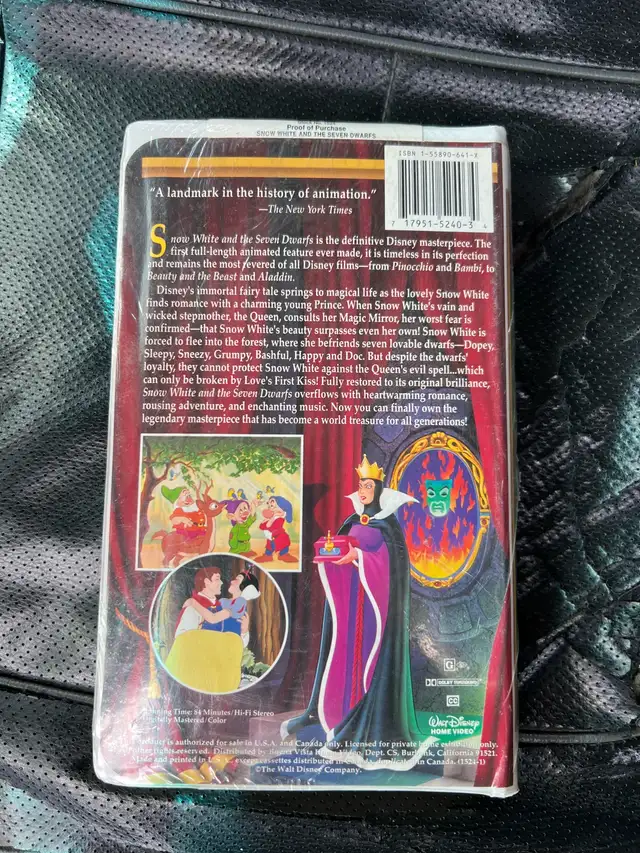 Proof of Purchase
SNOW WHITE AND THE SEVEN DWARFS
ISBN 1-55890-641-X
"A landmark in the history of animation."
—The New York Times
7 17951-5240-3 4
Snow White and the Seven Dwarfs is the definitive Disney masterpiece. The
first full-length animated feature ever made, it is timeless in its perfection
and remains the most revered of all Disney films—from Pinocchio and Bambi, to
Beauty and the Beast and Aladdin.
Disney's immortal fairy tale springs to magical life as the lovely Snow White
finds romance with a charming young Prince. When Snow White's vain and
wicked stepmother, the Queen, consults her Magic Mirror, her worst fear is
confirmed—that Snow White's beauty surpasses even her own! Snow White is
forced to flee into the forest, where she befriends seven lovable dwarfs—Dopey,
Sleepy, Sneezy, Grumpy, Bashful, Happy and Doc. But despite the dwarfs'
loyalty, they cannot protect Snow White against the Queen's evil spell...which
can only be broken by Love's First Kiss! Fully restored to its original brilliance,
Snow White and the Seven Dwarfs overflows with heartwarming romance,
rousing adventure, and enchanting music. Now you can finally own the
legendary masterpiece that has become a world treasure for all generations!
G
DOLBY SURROUND
CC
Running Time: 84 Minutes/Hi-Fi Stereo
Digitally Mastered/Color
Walt Disney
HOME VIDEO
is authorized for sale in U.S.A. and Canada only. Licensed for private home exhibition only.
rights reserved. Distributed by Buena Vista Home Video, Dept. CS, Burbank, California 91521.
Made and printed in U.S.A., except cassettes distributed in Canada. Duplicated in Canada. (1524-1)
©The Walt Disney Company.